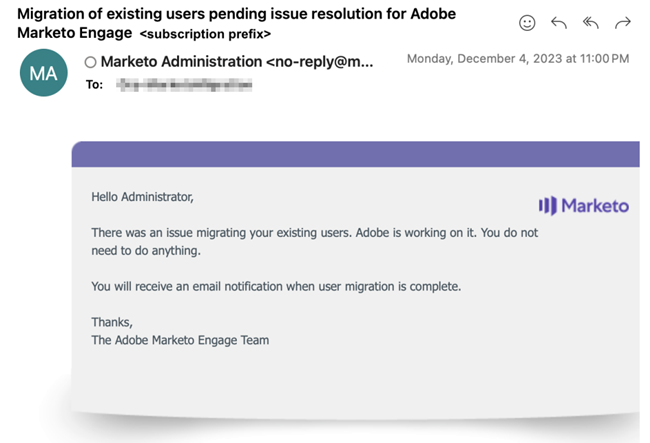 Migration of existing users pending issue resolution for Adobe
Marketo Engage <subscription prefix>
MA
Marketo Administration <no-reply@m...
Monday, December 4, 2023 at 11:00 PM
To:
Hello Administrator,
Marketo
There was an issue migrating your existing users. Adobe is working on it. You do not
need to do anything.
You will receive an email notification when user migration is complete.
Thanks,
The Adobe Marketo Engage Team